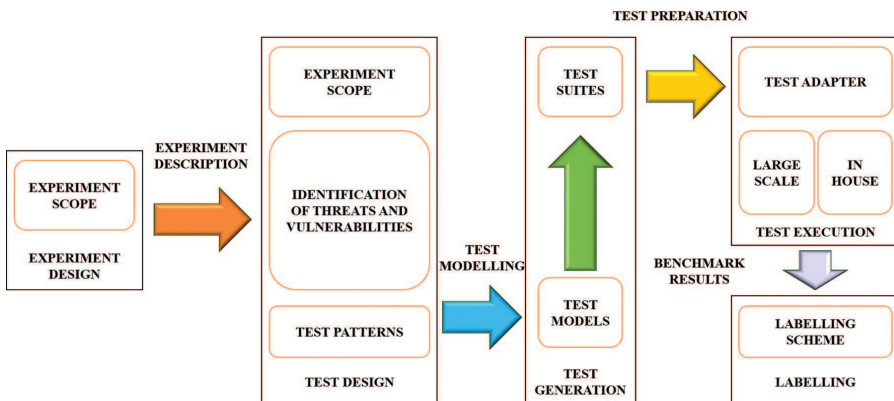 EXPERIMENT
SCOPE
EXPERIMENT
DESIGN
EXPERIMENT
DESCRIPTION
EXPERIMENT
SCOPE
IDENTIFICATION
OF THREATS AND
VULNERABILITIES
TEST PATTERNS
TEST DESIGN
TEST
MODELLING
TEST
SUITES
TEST
MODELS
TEST
GENERATION
TEST PREPARATION
TEST ADAPTER
LARGE
SCALE
IN
HOUSE
TEST EXECUTION
BENCHMARK
RESULTS
LABELLING
SCHEME
LABELLING